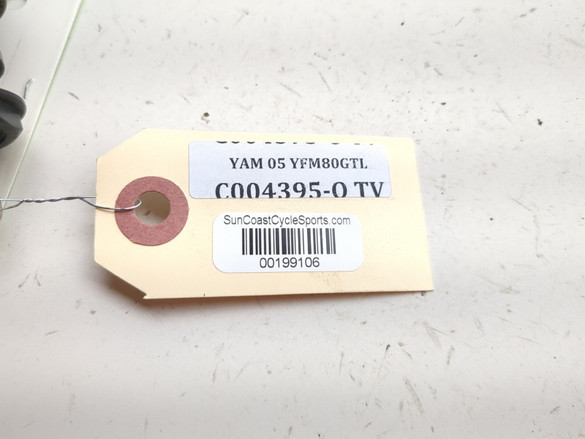 YAM 05 YFM80GTL
C004395-O TV
SunCoastCycleSports.com
00199106